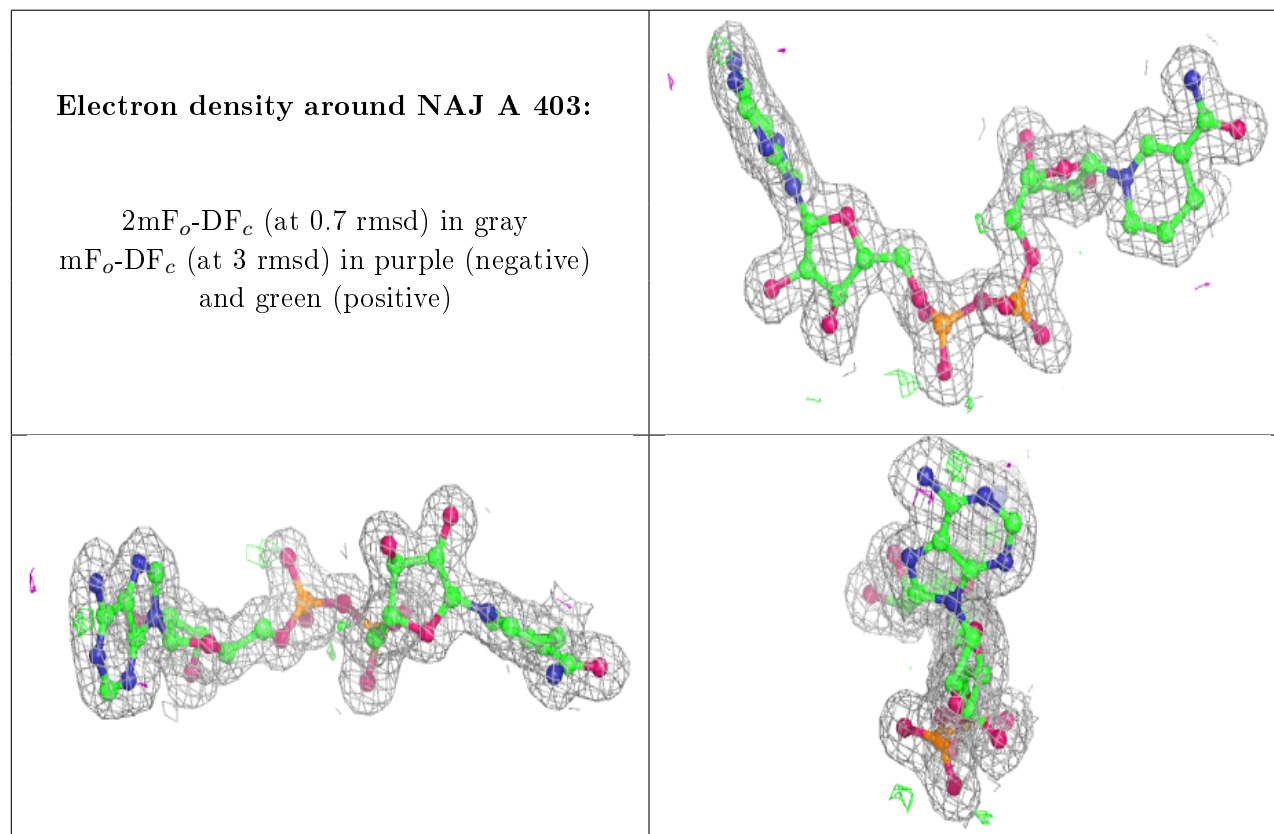 Electron density around NAJ A 403:
2mFo-DFc (at 0.7 rmsd) in gray
mFo-DFc (at 3 rmsd) in purple (negative)
and green (positive)